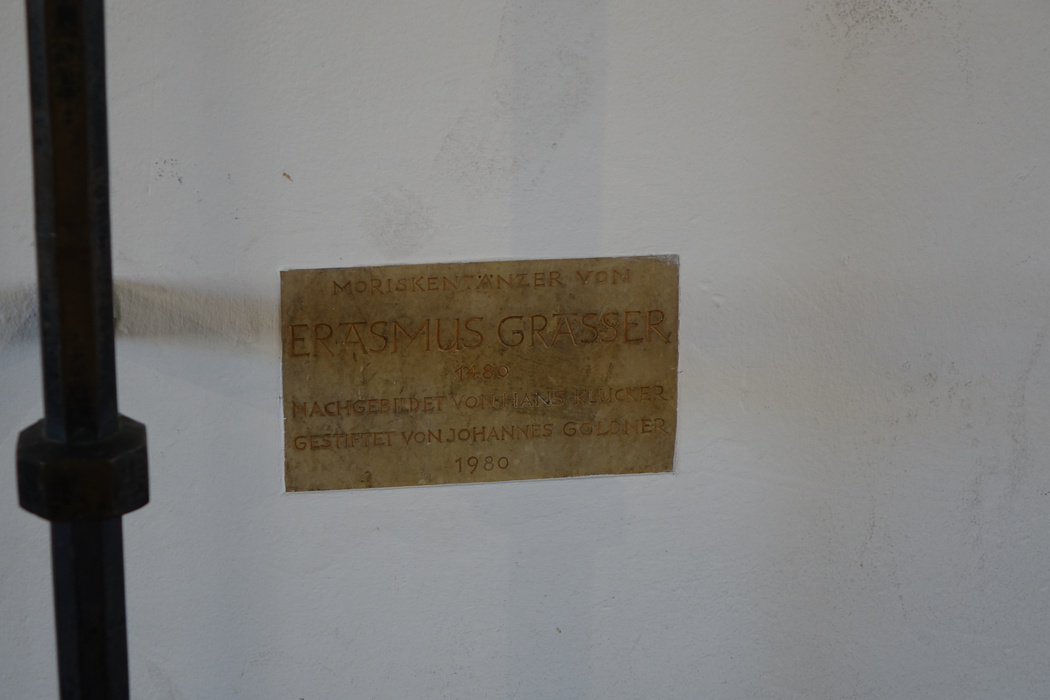 MORISKENTÄNZER VON
ERASMUS GRASSER
1480
NACHGEBILDET VON HANS
GESTIFTET VON JOHANNES GOLDNER
1980